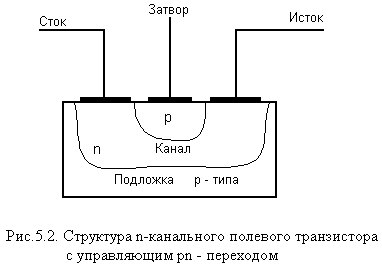 Затвор
Сток
Исток
p
n
Канал
Подложка p - типа
Рис.5.2. Структура n-канального полевого транзистора
с управляющим pn - переходом